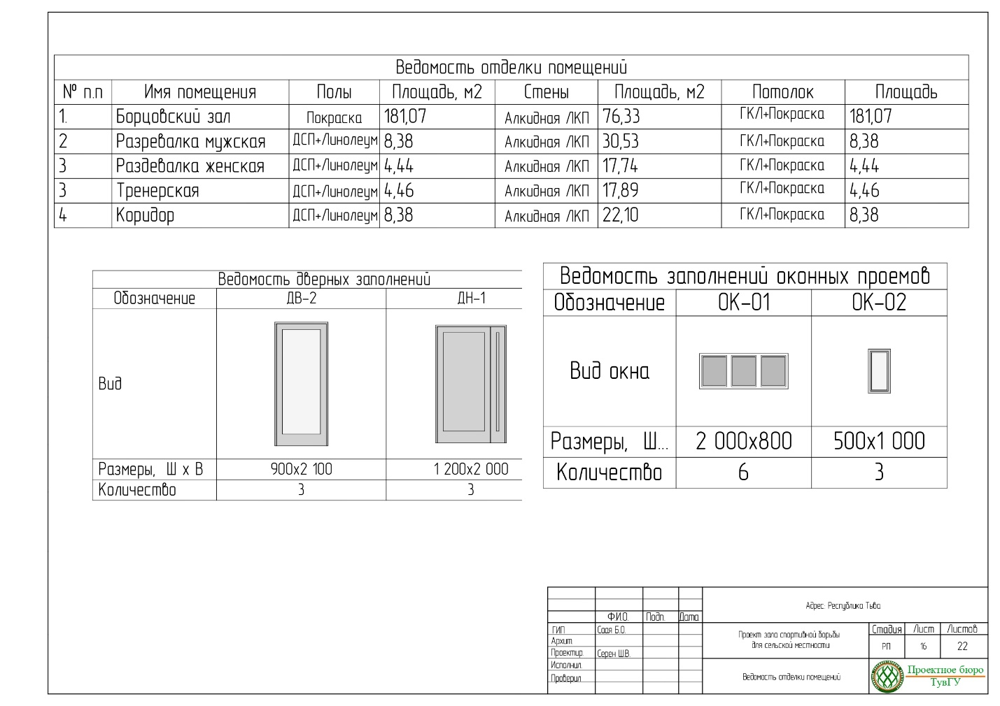 Ведомость отделки помещений
№ п.п Имя помещения Полы Площадь, м2 Стены Площадь, м2 Потолок Площадь
1. Борцовский зал Покраска 181,07 Алкидная ЛКП 76,33 ГКЛ+Покраска 181,07
2 Разревалка мужская ДСП+Линолеум 8,38 Алкидная ЛКП 30,53 ГКЛ+Покраска 8,38
3 Раздевалка женская ДСП+Линолеум 4,44 Алкидная ЛКП 17,74 ГКЛ+Покраска 4,44
3 Тренерская ДСП+Линолеум 4,46 Алкидная ЛКП 17,89 ГКЛ+Покраска 4,46
4 Коридор ДСП+Линолеум 8,38 Алкидная ЛКП 22,10 ГКЛ+Покраска 8,38
Ведомость дверных заполнений
Обозначение ДВ-2 ДН-1
Вид
Размеры, Ш х В 900х2 100 1 200х2 000
Количество 3 3
Ведомость заполнений оконных проемов
Обозначение ОК-01 ОК-02
Вид окна
Размеры, Ш... 2 000х800 500х1 000
Количество 6 3
Адрес: Республика Тыва
Ф.И.О. Подп. Дата
ГИП Саая Б.О.
Архит.
Проектир. Серен Ш.В.
Исполнил.
Проверил
Проект зала спортивной борьбы
для сельской местности
Стадия Лист Листов
РП 16 22
Ведомость отделки помещений
Проектное бюро
ТувГУ